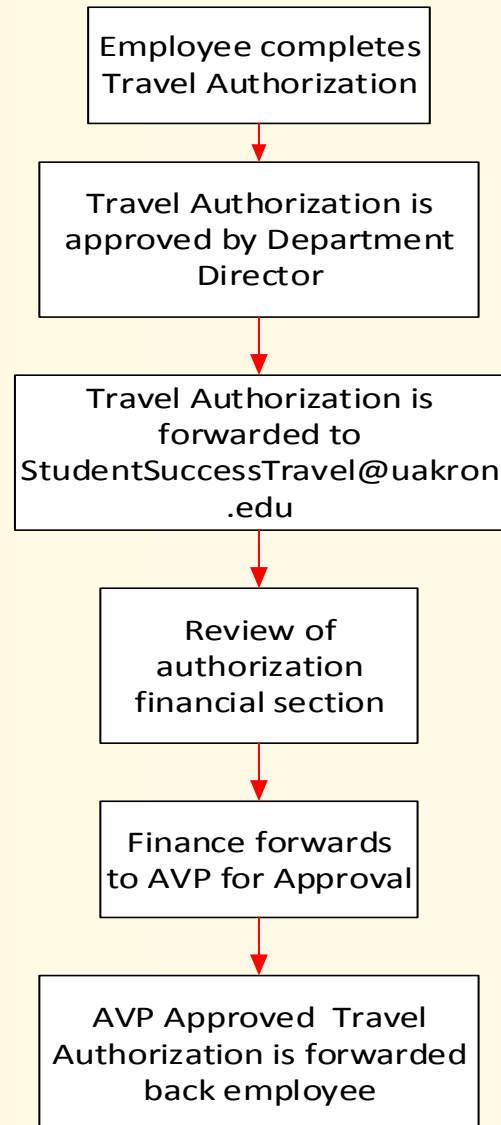 Employee completes
Travel Authorization
Travel Authorization is
approved by Department
Director
Travel Authorization is
forwarded to
StudentSuccessTravel@uakron
.edu
Review of
authorization
financial section
Finance forwards
to AVP for Approval
AVP Approved  Travel
Authorization is forwarded
back employee